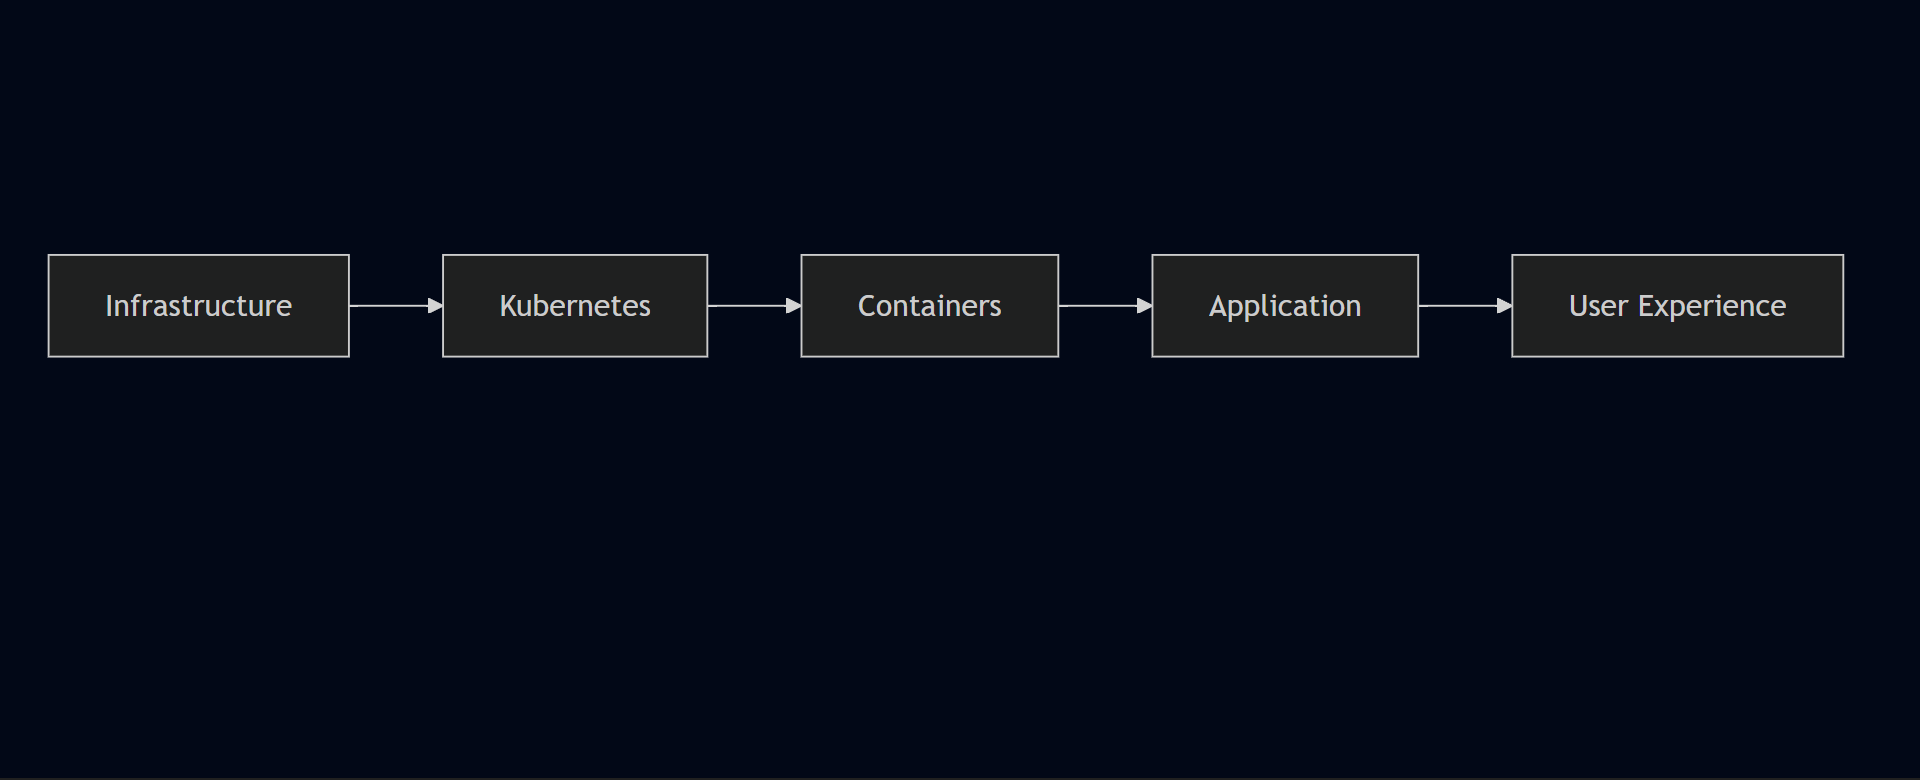 Infrastructure
Kubernetes
Containers
Application
User Experience